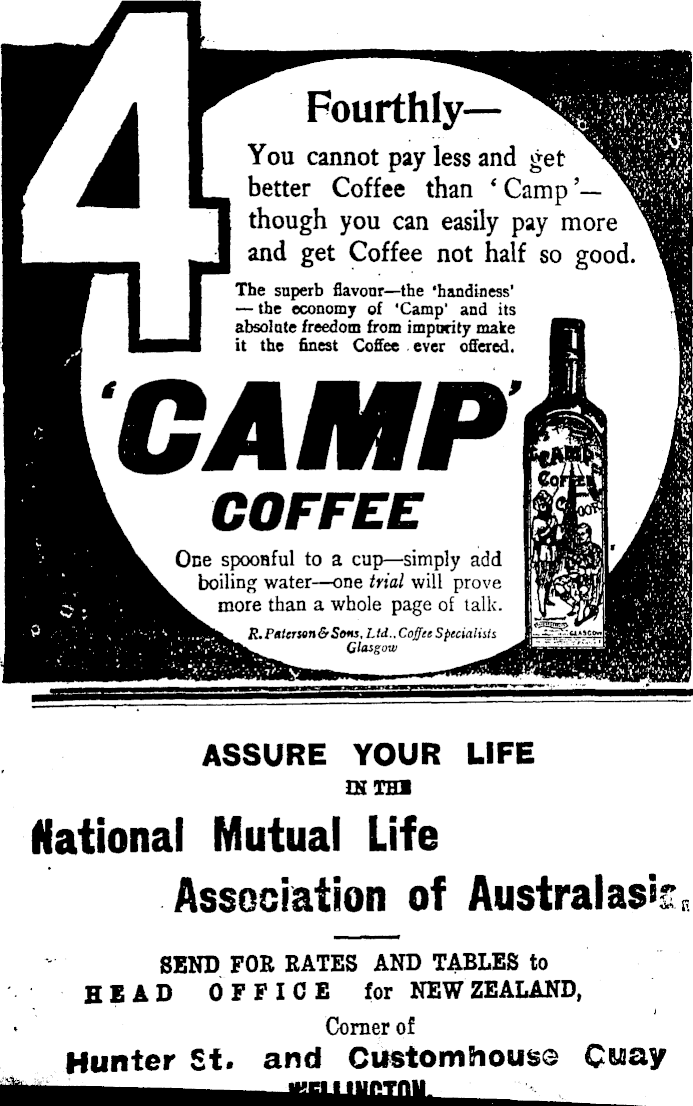 4
Fourthly—
You cannot pay less and get
better Coffee than 'Camp'—
though you can easily pay more
and get Coffee not half so good.
The superb flavour—the 'handiness'
—the economy of 'Camp' and its
absolute freedom from impurity make
it the finest Coffee ever offered.
'CAMP'
COFFEE
CAMP
COFFEE
GLASGOW
One spoonful to a cup—simply add
boiling water—one trial will prove
more than a whole page of talk.
R. Paterson & Sons, Ltd., Coffee Specialists
Glasgow
ASSURE YOUR LIFE
IN THE
National Mutual Life
Association of Australasia,
SEND FOR RATES AND TABLES to
HEAD OFFICE for NEW ZEALAND,
Corner of
Hunter St. and Customhouse Quay
WELLINGTON.